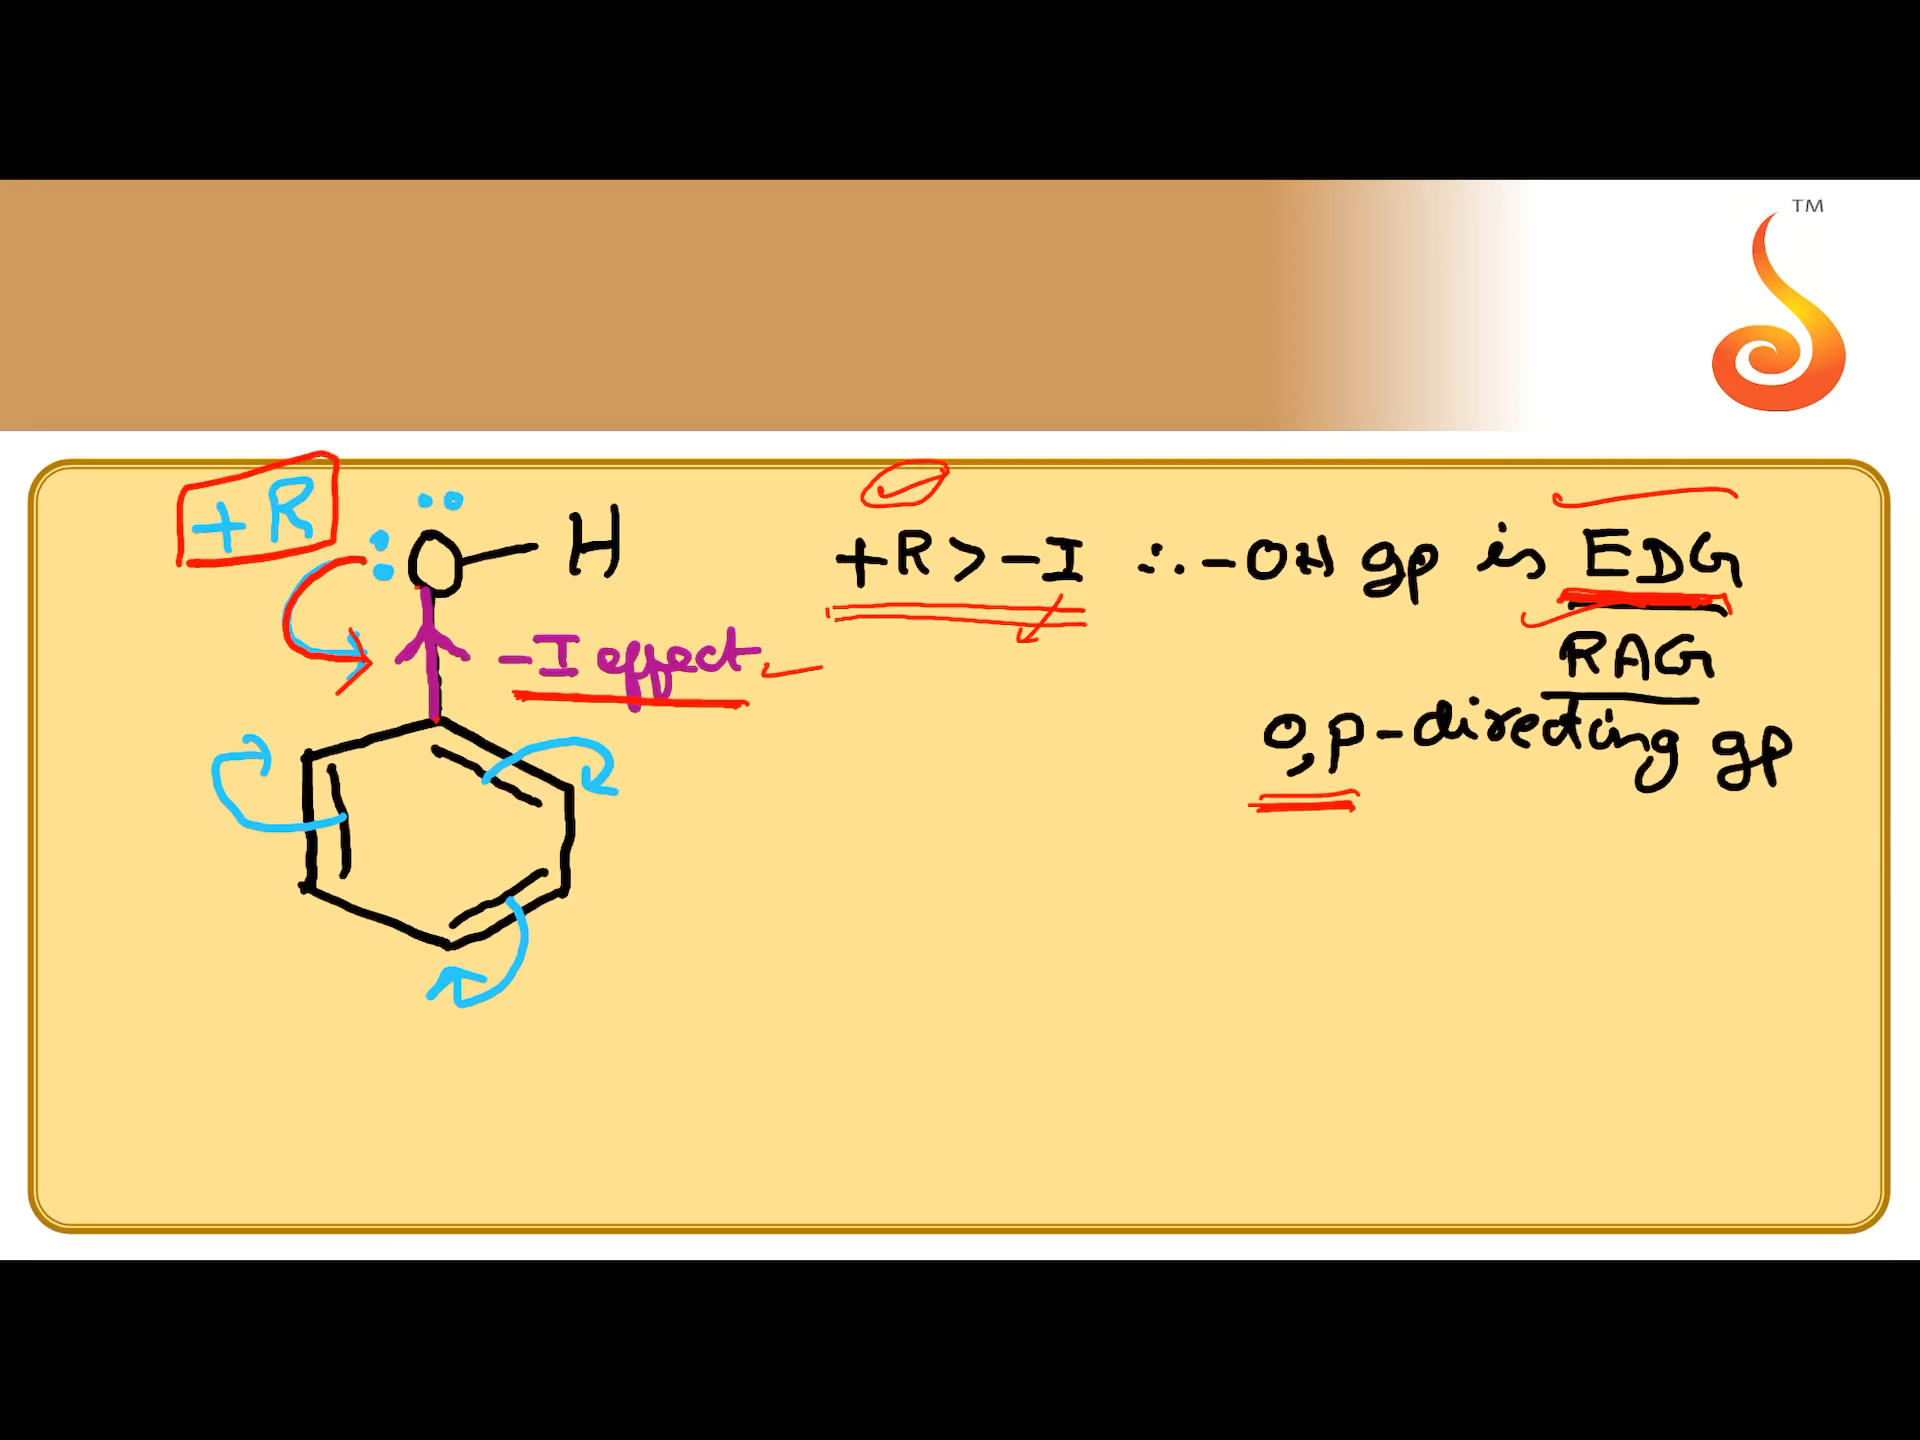 TM
+R
O-H
+R > -I ∴ -OH gp is EDG
-I effect
RAG
o,p-directing gp